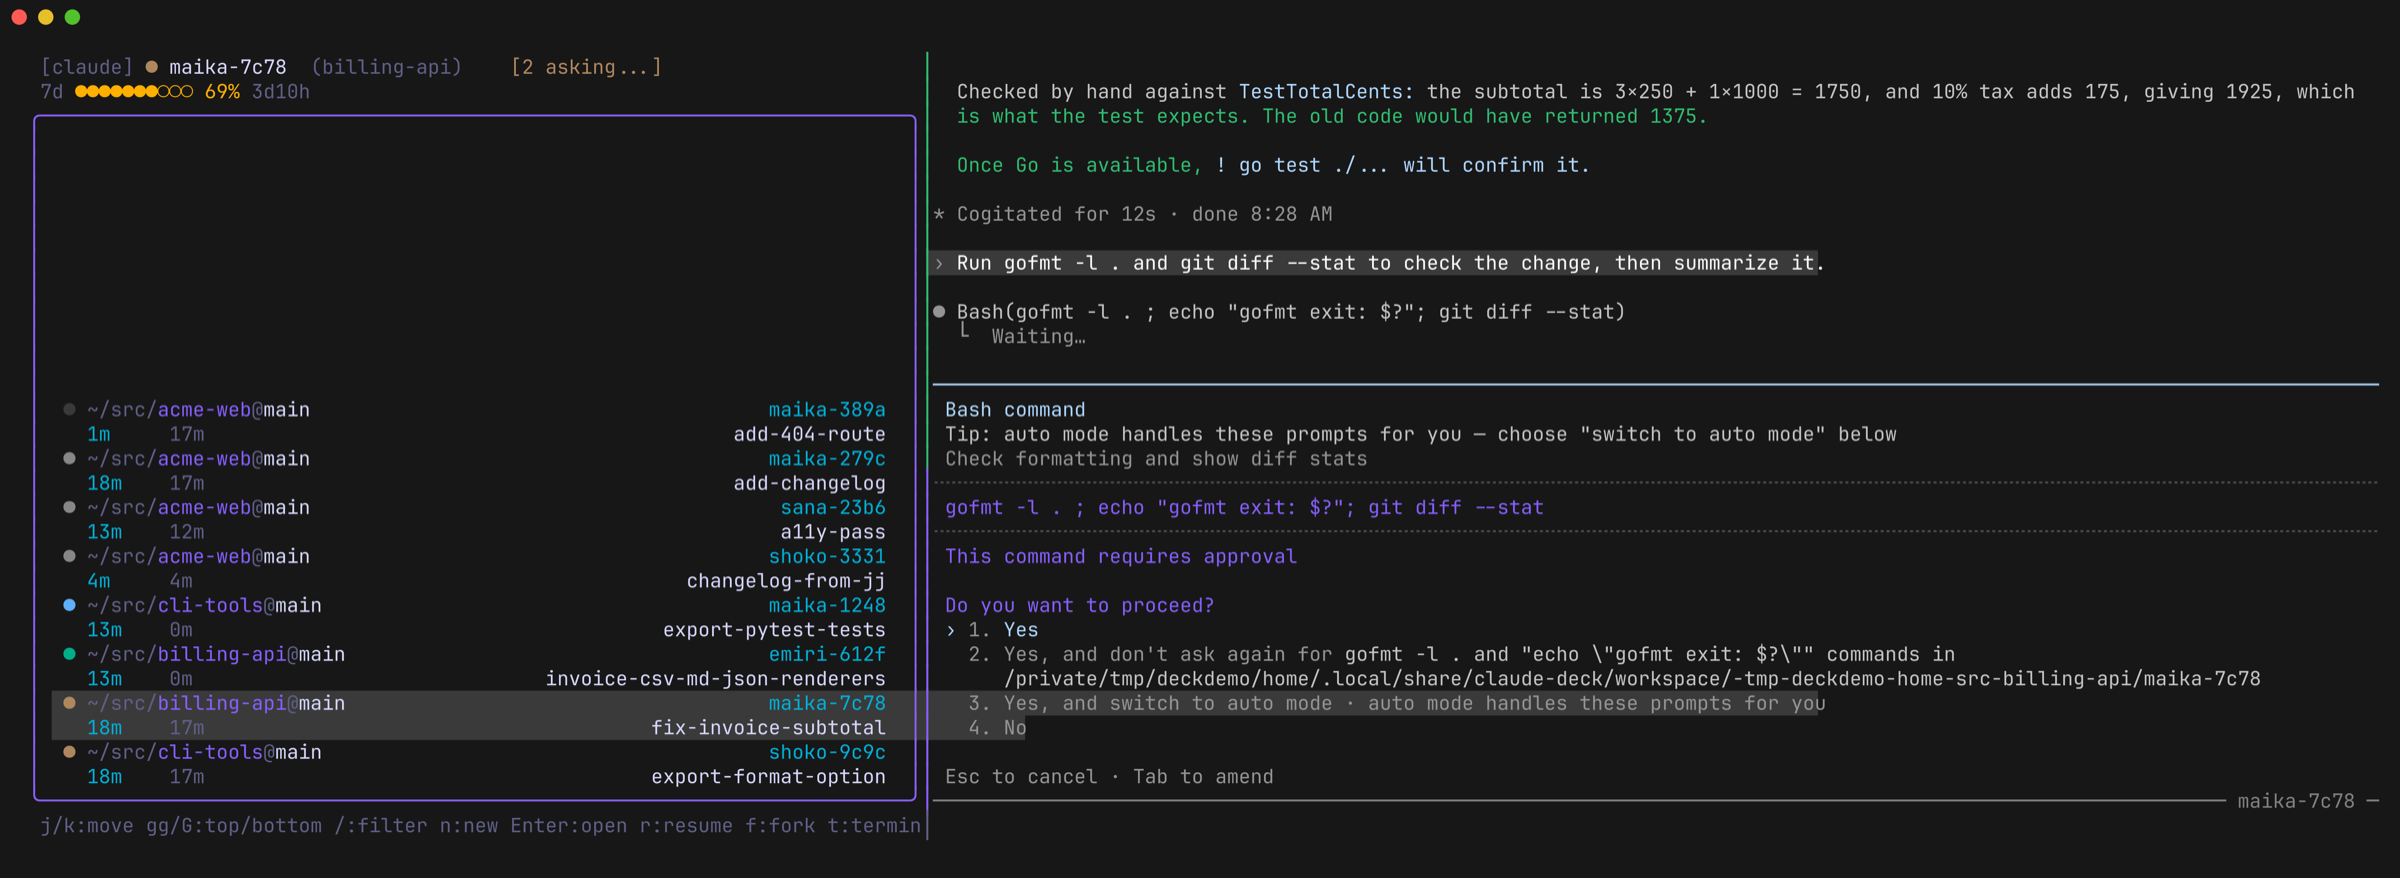 [claude] ● maika-7c78 (billing-api) [2 asking...]
7d ●●●●●●●○○○ 69% 3d10h
● ~/src/acme-web@main maika-389a
1m 17m add-404-route
● ~/src/acme-web@main maika-279c
18m 17m add-changelog
● ~/src/acme-web@main sana-23b6
13m 12m a11y-pass
● ~/src/acme-web@main shoko-3331
4m 4m changelog-from-jj
● ~/src/cli-tools@main maika-1248
13m 0m export-pytest-tests
● ~/src/billing-api@main emiri-612f
13m 0m invoice-csv-md-json-renderers
● ~/src/billing-api@main maika-7c78
18m 17m fix-invoice-subtotal
● ~/src/cli-tools@main shoko-9c9c
18m 17m export-format-option
j/k:move gg/G:top/bottom /:filter n:new Enter:open r:resume f:fork t:termin
Checked by hand against TestTotalCents: the subtotal is 3×250 + 1×1000 = 1750, and 10% tax adds 175, giving 1925, which
is what the test expects. The old code would have returned 1375.
Once Go is available, ! go test ./... will confirm it.
* Cogitated for 12s · done 8:28 AM
› Run gofmt -l . and git diff --stat to check the change, then summarize it.
● Bash(gofmt -l . ; echo "gofmt exit: $?"; git diff --stat)
└ Waiting…
Bash command
Tip: auto mode handles these prompts for you — choose "switch to auto mode" below
Check formatting and show diff stats
gofmt -l . ; echo "gofmt exit: $?"; git diff --stat
This command requires approval
Do you want to proceed?
› 1. Yes
2. Yes, and don't ask again for gofmt -l . and "echo \"gofmt exit: $?\"" commands in
/private/tmp/deckdemo/home/.local/share/claude-deck/workspace/-tmp-deckdemo-home-src-billing-api/maika-7c78
3. Yes, and switch to auto mode · auto mode handles these prompts for you
4. No
Esc to cancel · Tab to amend
maika-7c78